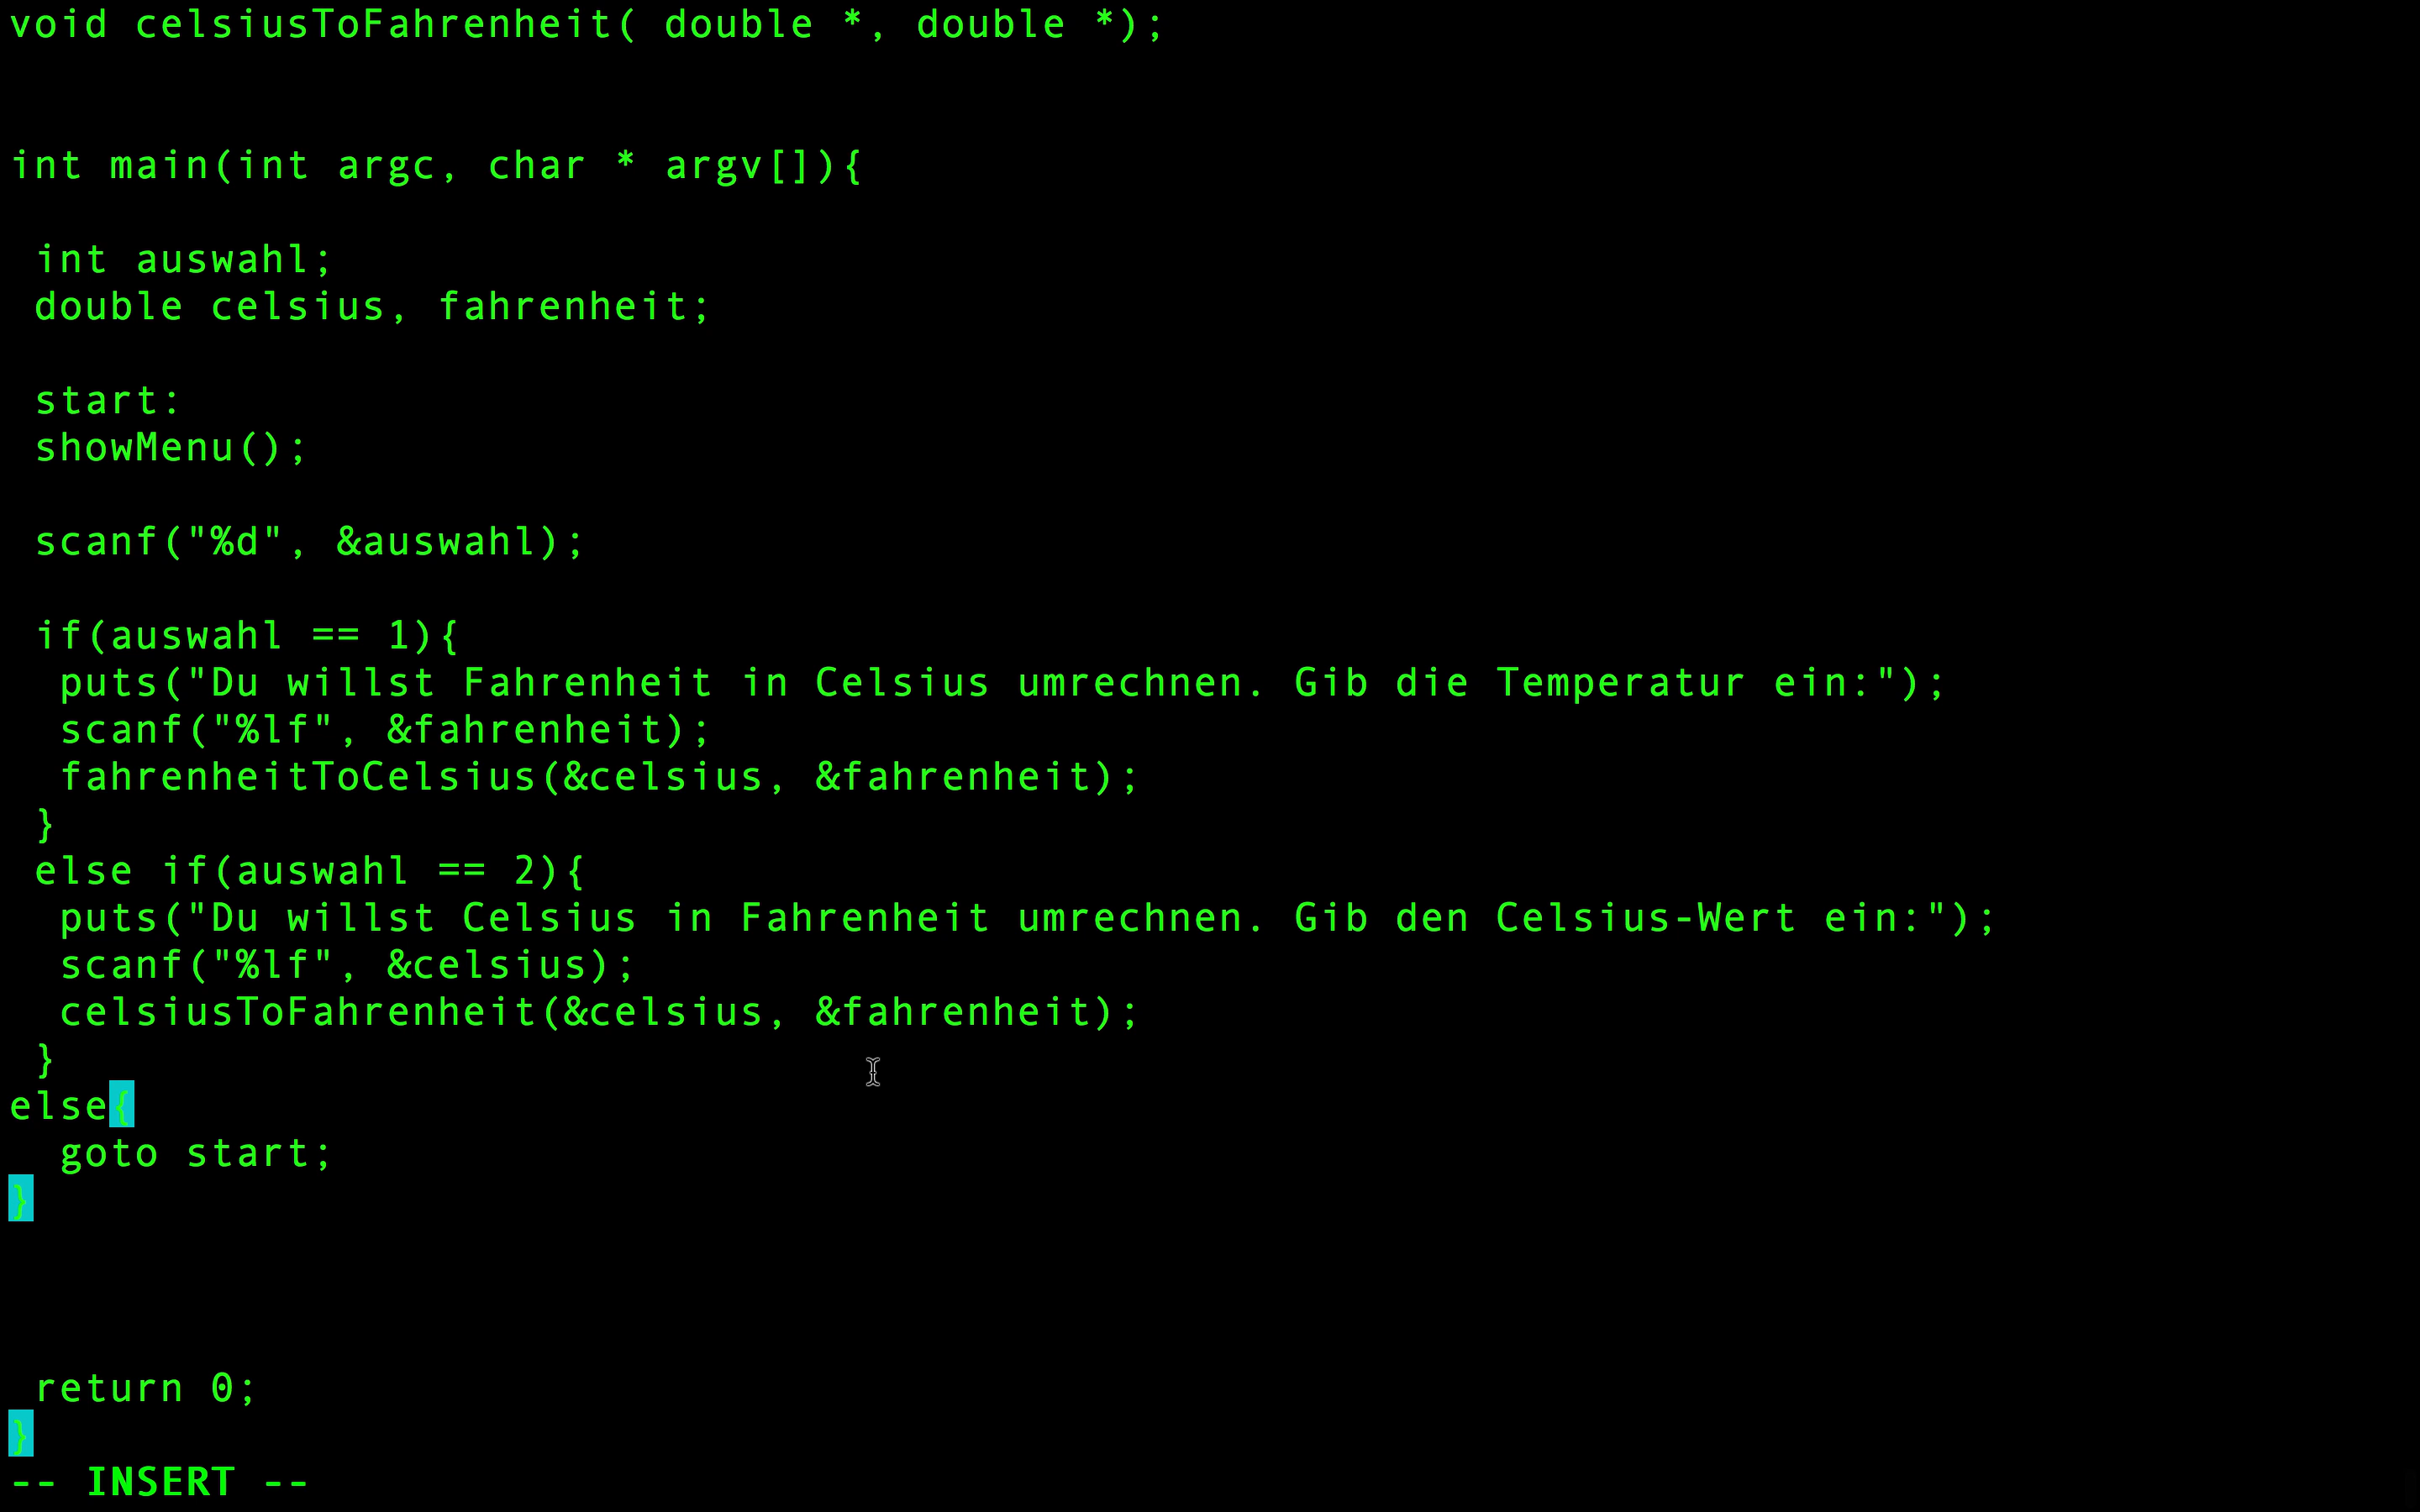 void celsiusToFahrenheit( double *, double *);
int main(int argc, char * argv[]){
int auswahl;
double celsius, fahrenheit;
start:
showMenu();
scanf("%d", &auswahl);
if(auswahl == 1){
puts("Du willst Fahrenheit in Celsius umrechnen. Gib die Temperatur ein:");
scanf("%lf", &fahrenheit);
fahrenheitToCelsius(&celsius, &fahrenheit);
}
else if(auswahl == 2){
puts("Du willst Celsius in Fahrenheit umrechnen. Gib den Celsius-Wert ein:");
scanf("%lf", &celsius);
celsiusToFahrenheit(&celsius, &fahrenheit);
}
else{
goto start;
}
return 0;
}
-- INSERT --